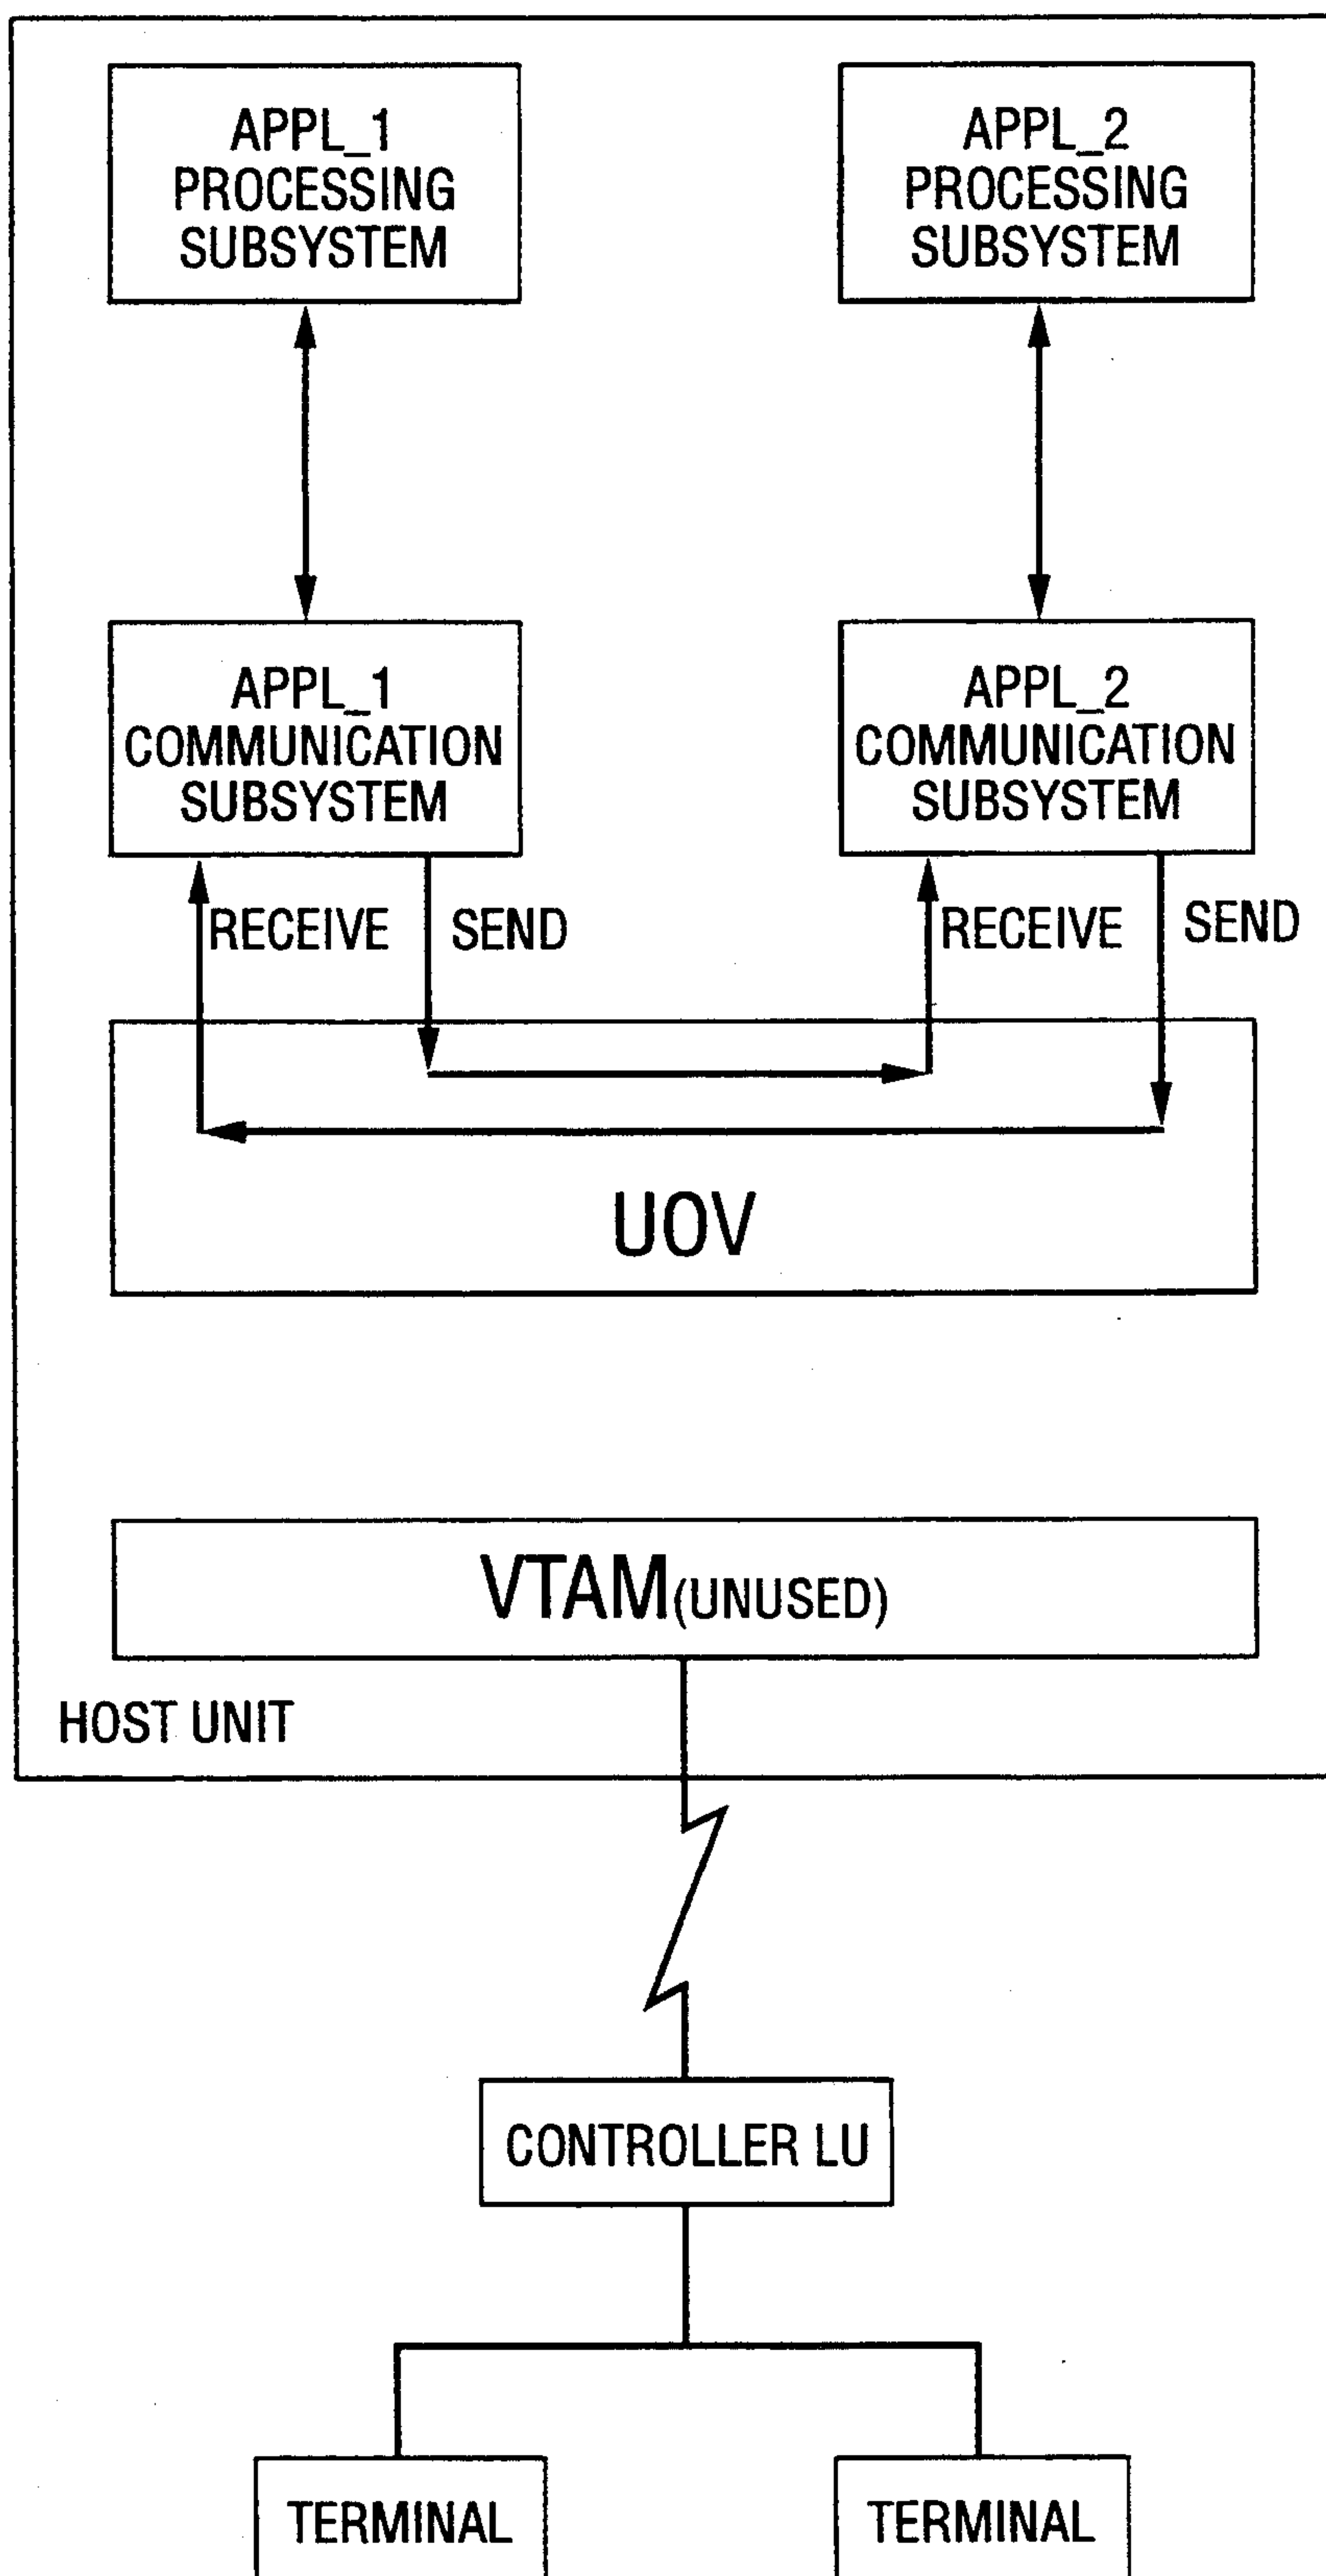 APPL_1
PROCESSING
SUBSYSTEM
APPL_2
PROCESSING
SUBSYSTEM
APPL_1
COMMUNICATION
SUBSYSTEM
APPL_2
COMMUNICATION
SUBSYSTEM
RECEIVE
SEND
RECEIVE
SEND
UOV
VTAM(UNUSED)
HOST UNIT
CONTROLLER LU
TERMINAL
TERMINAL